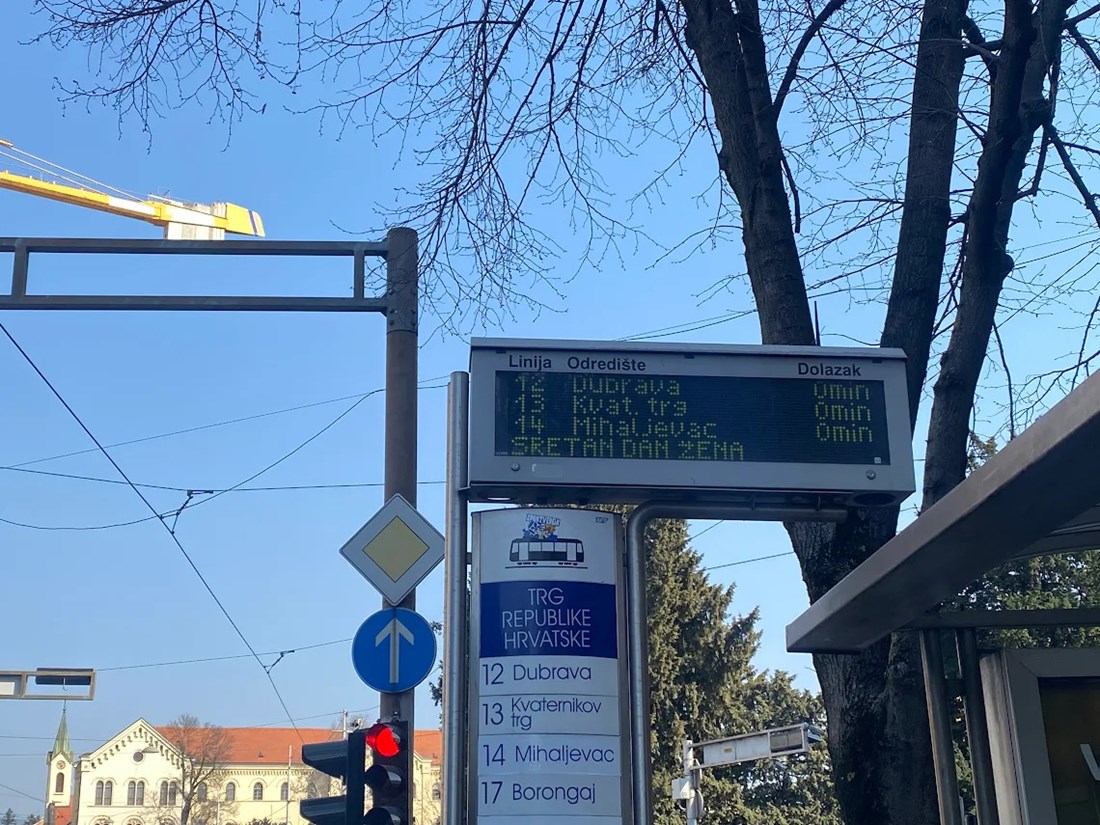 Linija Odredište Dolazak
12 Dubrava 0min
13 Kvat. trg 0min
14 Mihaljevac 0min
SRETAN DAN ŽENA
TRG
REPUBLIKE
HRVATSKE
12 Dubrava
13 Kvaternikov
trg
14 Mihaljevac
17 Borongaj